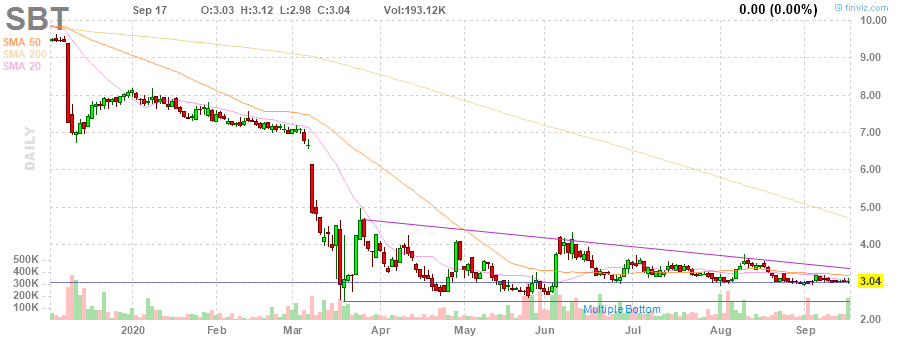 SBT
Sep 17 O:3.03 H:3.12 L:2.98 C:3.04 Vol:193.12K 0.00 (0.00%) © finviz.com
SMA 50
SMA 200
SMA 20
DAILY
10.00
9.00
8.00
7.00
6.00
5.00
4.00
3.04
2.00
500K
400K
300K
200K
100K
Multiple Bottom
2020 Feb Mar Apr May Jun Jul Aug Sep